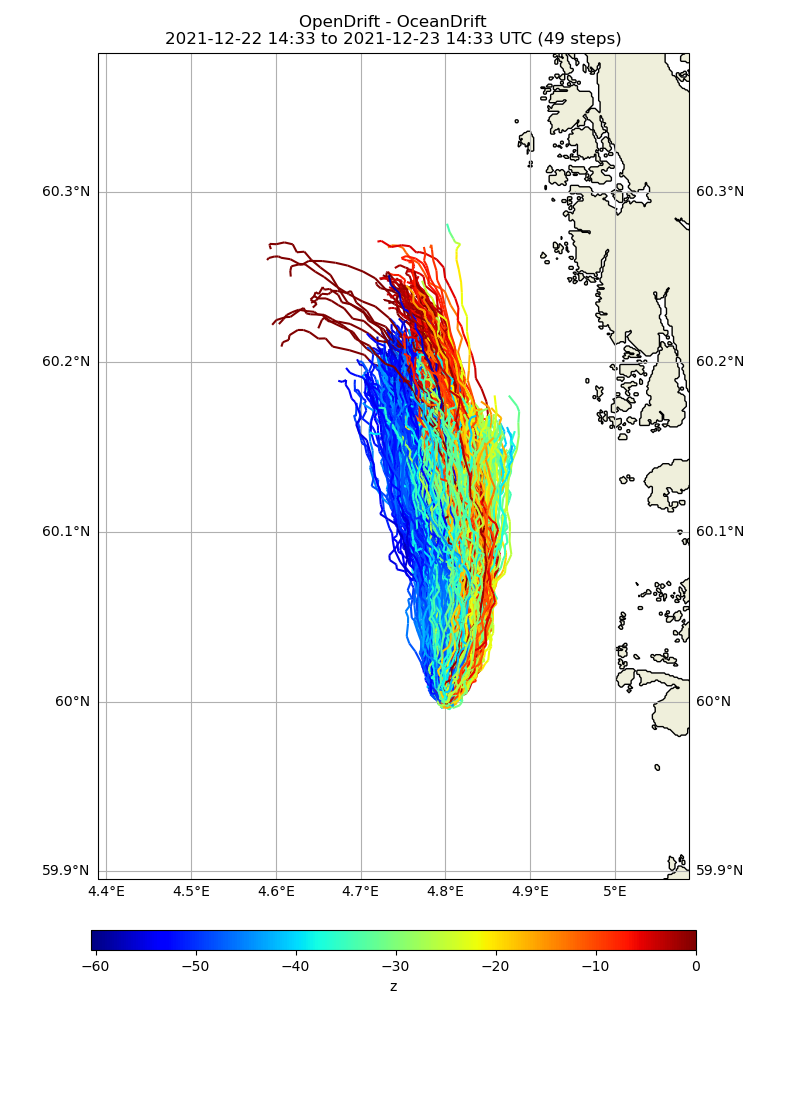 OpenDrift - OceanDrift
2021-12-22 14:33 to 2021-12-23 14:33 UTC (49 steps)
60.3°N 60.3°N
60.2°N 60.2°N
60.1°N 60.1°N
60°N 60°N
59.9°N 59.9°N
4.4°E 4.5°E 4.6°E 4.7°E 4.8°E 4.9°E 5°E
−60 −50 −40 −30 −20 −10 0
z